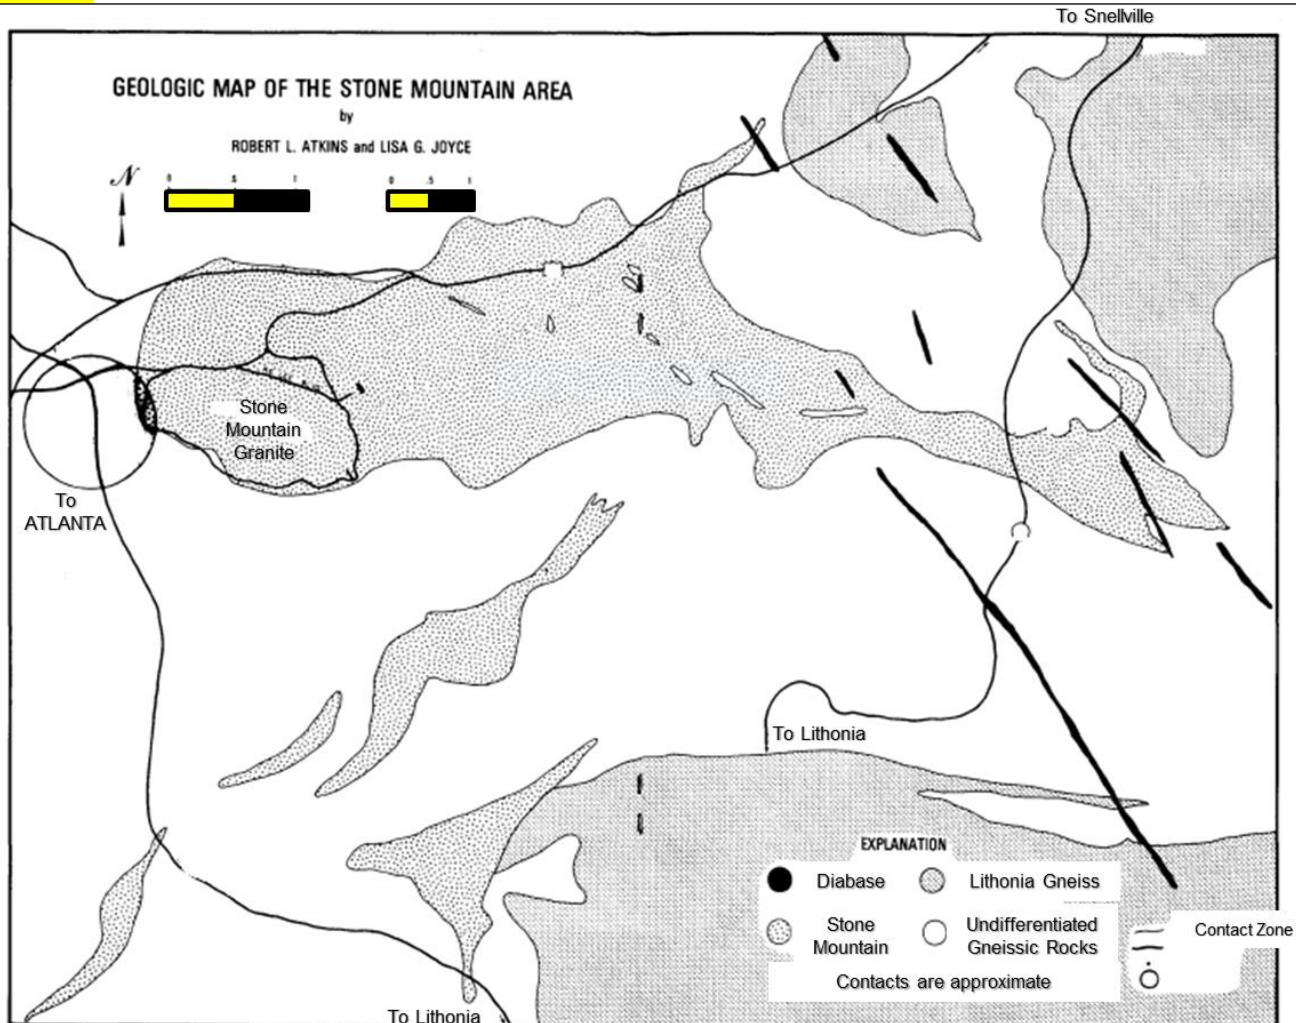 To Snellville
GEOLOGIC MAP OF THE STONE MOUNTAIN AREA
by
ROBERT L. ATKINS and LISA G. JOYCE
N
0 .5 1
0 .5 1
Stone
Mountain
Granite
To
ATLANTA
To Lithonia
EXPLANATION
Diabase
Lithonia Gneiss
Stone
Mountain
Undifferentiated
Gneissic Rocks
Contact Zone
Contacts are approximate
To Lithonia